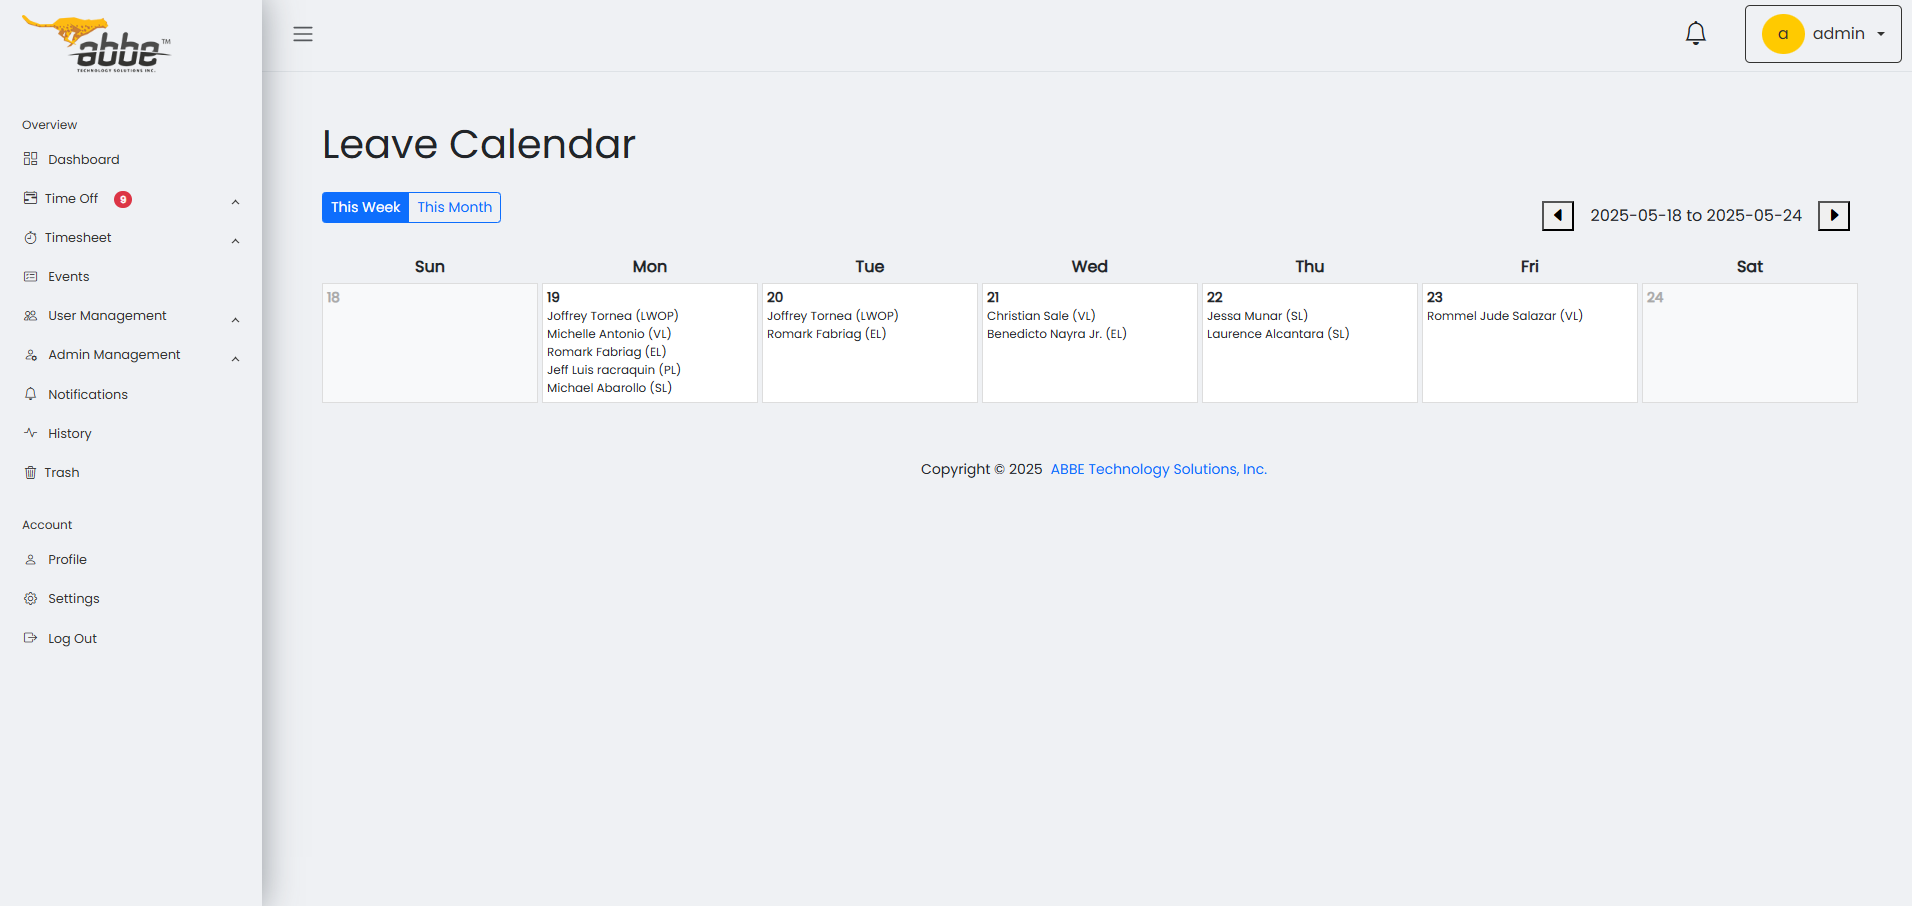 abbe™
TECHNOLOGY SOLUTIONS INC.
a admin
Overview
Dashboard
Time Off 9
Timesheet
Events
User Management
Admin Management
Notifications
History
Trash
Account
Profile
Settings
Log Out
Leave Calendar
This Week This Month
2025-05-18 to 2025-05-24
Sun Mon Tue Wed Thu Fri Sat
18
19
Joffrey Tornea (LWOP)
Michelle Antonio (VL)
Romark Fabriag (EL)
Jeff Luis racraquin (PL)
Michael Abarollo (SL)
20
Joffrey Tornea (LWOP)
Romark Fabriag (EL)
21
Christian Sale (VL)
Benedicto Nayra Jr. (EL)
22
Jessa Munar (SL)
Laurence Alcantara (SL)
23
Rommel Jude Salazar (VL)
24
Copyright © 2025 ABBE Technology Solutions, Inc.